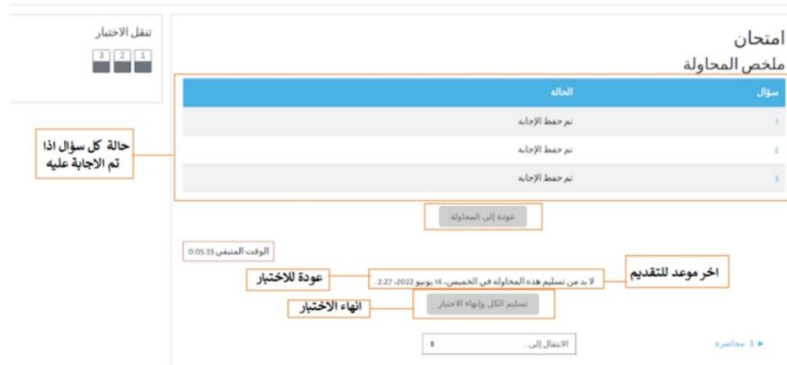 امتحان
ملخص المحاولة
تنقل الاختبار
1 2 3
سؤال الحالة
1 تم حفظ الإجابة
2 تم حفظ الإجابة
3 تم حفظ الإجابة
حالة كل سؤال اذا
تم الاجابة عليه
عودة إلى المحاولة
الوقت المتبقي 0:05:33
اخر موعد للتقديم
لا بد من تسليم هذه المحاولة في الخميس، 16 يونيو 2022، 2:27 .
عودة للاختبار
تسليم الكل وإنهاء الاختبار
انهاء الاختبار
◄ 1 محاضرة
الانتقال إلى...